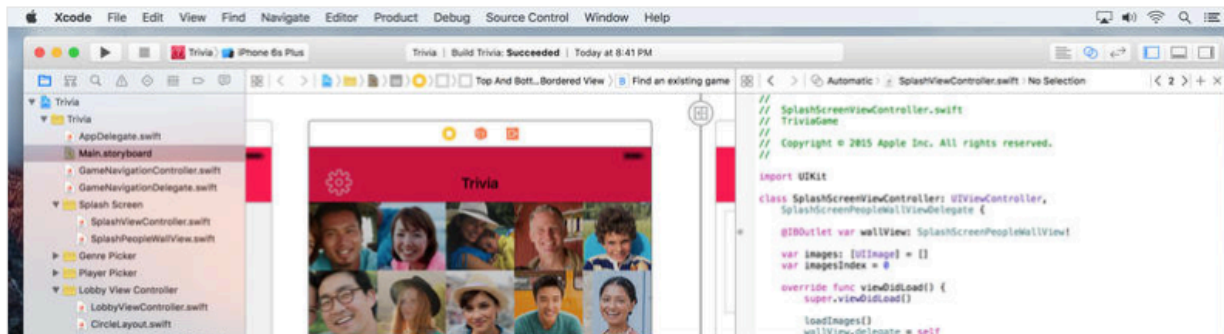 Xcode File Edit View Find Navigate Editor Product Debug Source Control Window Help
Trivia iPhone 6s Plus Trivia | Build Trivia: Succeeded | Today at 8:41 PM
Top And Bott...Bordered View B Find an existing game Automatic SplashViewController.swift No Selection 2
Trivia
Trivia
AppDelegate.swift
Main.storyboard
GameNavigationController.swift
GameNavigationDelegate.swift
Splash Screen
SplashViewController.swift
SplashPeopleWallView.swift
Genre Picker
Player Picker
Lobby View Controller
LobbyViewController.swift
CircleLayout.swift
Trivia
//
// SplashScreenViewController.swift
// TriviaGame
//
// Copyright © 2015 Apple Inc. All rights reserved.
//
import UIKit
class SplashScreenViewController: UIViewController,
SplashScreenPeopleWallViewDelegate {
@IBOutlet var wallView: SplashScreenPeopleWallView!
var images: [UIImage] = []
var imagesIndex = 0
override func viewDidLoad() {
super.viewDidLoad()
loadImages()
wallView.delegate = self